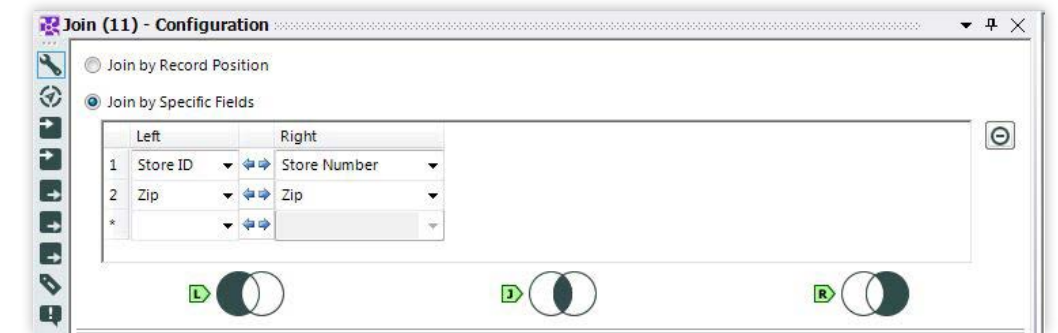 Join (11) - Configuration
Join by Record Position
Join by Specific Fields
Left Right
1 Store ID Store Number
2 Zip Zip
*
L J R